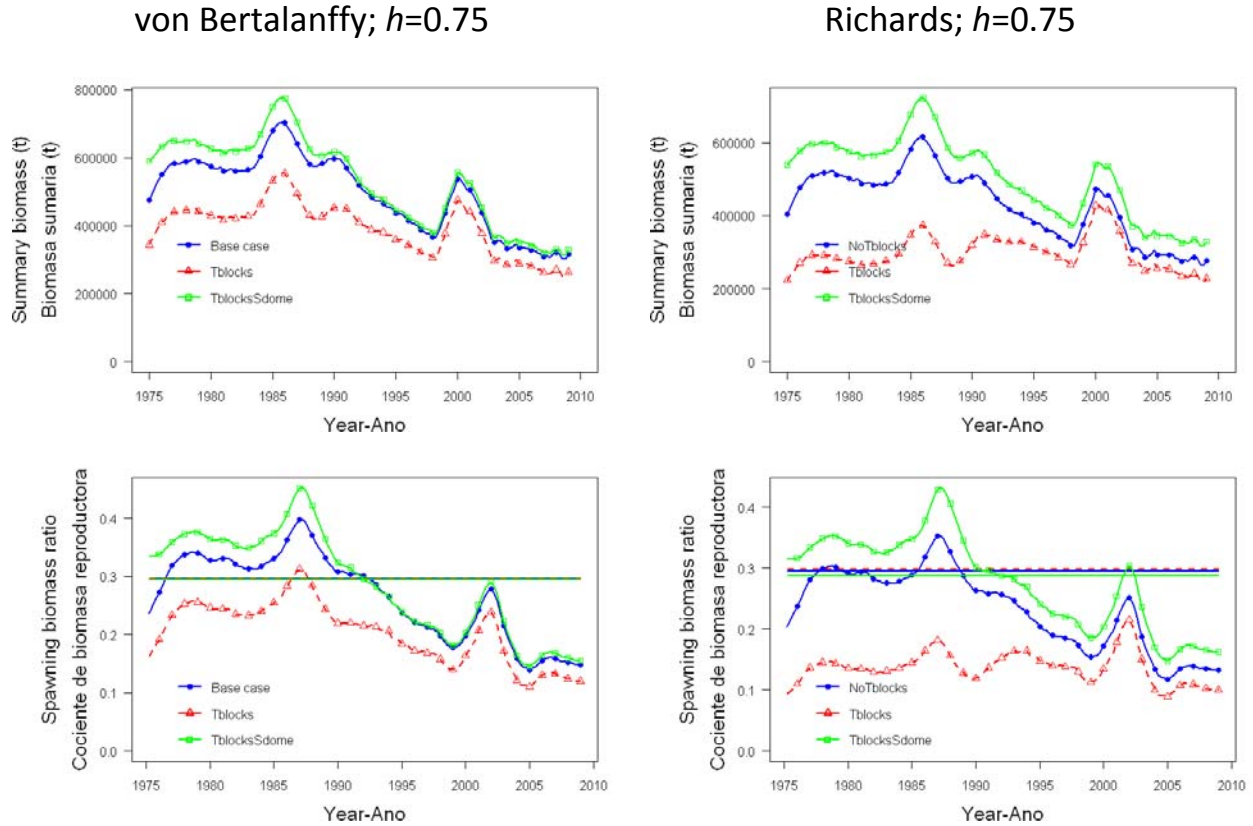 von Bertalanffy; h=0.75
Richards; h=0.75
Summary biomass (t)
Biomasa sumaria (t)
800000
600000
400000
200000
0
Base case
Tblocks
TblocksSdome
1975 1980 1985 1990 1995 2000 2005 2010
Year-Ano
Summary biomass (t)
Biomasa sumaria (t)
600000
400000
200000
0
NoTblocks
Tblocks
TblocksSdome
1975 1980 1985 1990 1995 2000 2005 2010
Year-Ano
Spawning biomass ratio
Cociente de biomasa reproductora
0.4
0.3
0.2
0.1
0.0
Base case
Tblocks
TblocksSdome
1975 1980 1985 1990 1995 2000 2005 2010
Year-Ano
Spawning biomass ratio
Cociente de biomasa reproductora
0.4
0.3
0.2
0.1
0.0
NoTblocks
Tblocks
TblocksSdome
1975 1980 1985 1990 1995 2000 2005 2010
Year-Ano